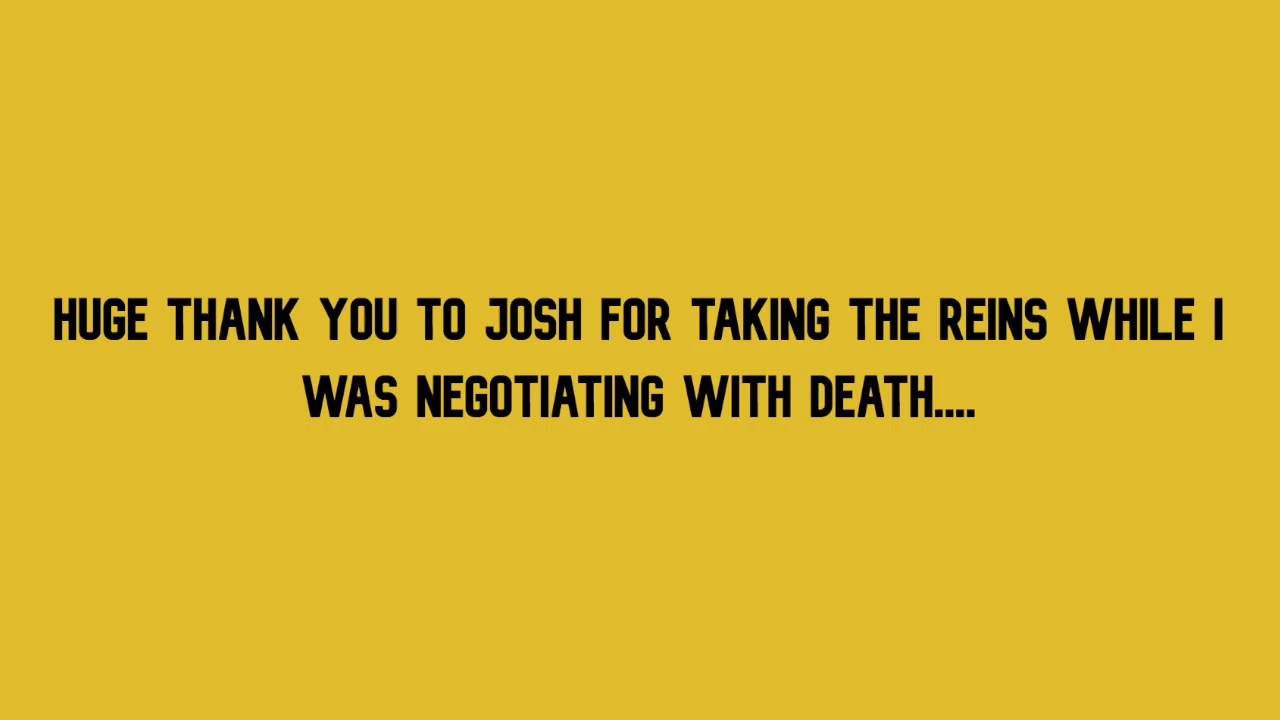 HUGE THANK YOU TO JOSH FOR TAKING THE REINS WHILE I
WAS NEGOTIATING WITH DEATH....